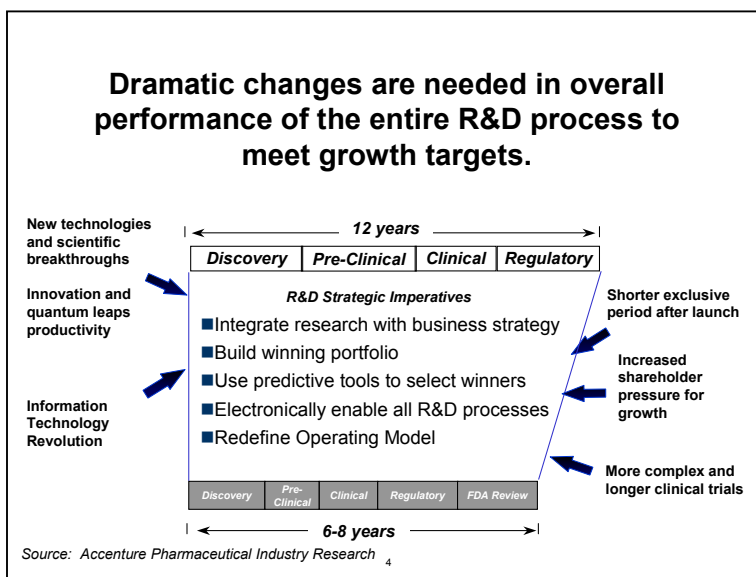 Dramatic changes are needed in overall
performance of the entire R&D process to
meet growth targets.
New technologies
and scientific
breakthroughs
Innovation and
quantum leaps
productivity
Information
Technology
Revolution
12 years
Discovery Pre-Clinical Clinical Regulatory
R&D Strategic Imperatives
■Integrate research with business strategy
■Build winning portfolio
■Use predictive tools to select winners
■Electronically enable all R&D processes
■Redefine Operating Model
Shorter exclusive
period after launch
Increased
shareholder
pressure for
growth
More complex and
longer clinical trials
Discovery Pre- Clinical Regulatory FDA Review
Clinical
6-8 years
Source: Accenture Pharmaceutical Industry Research
4